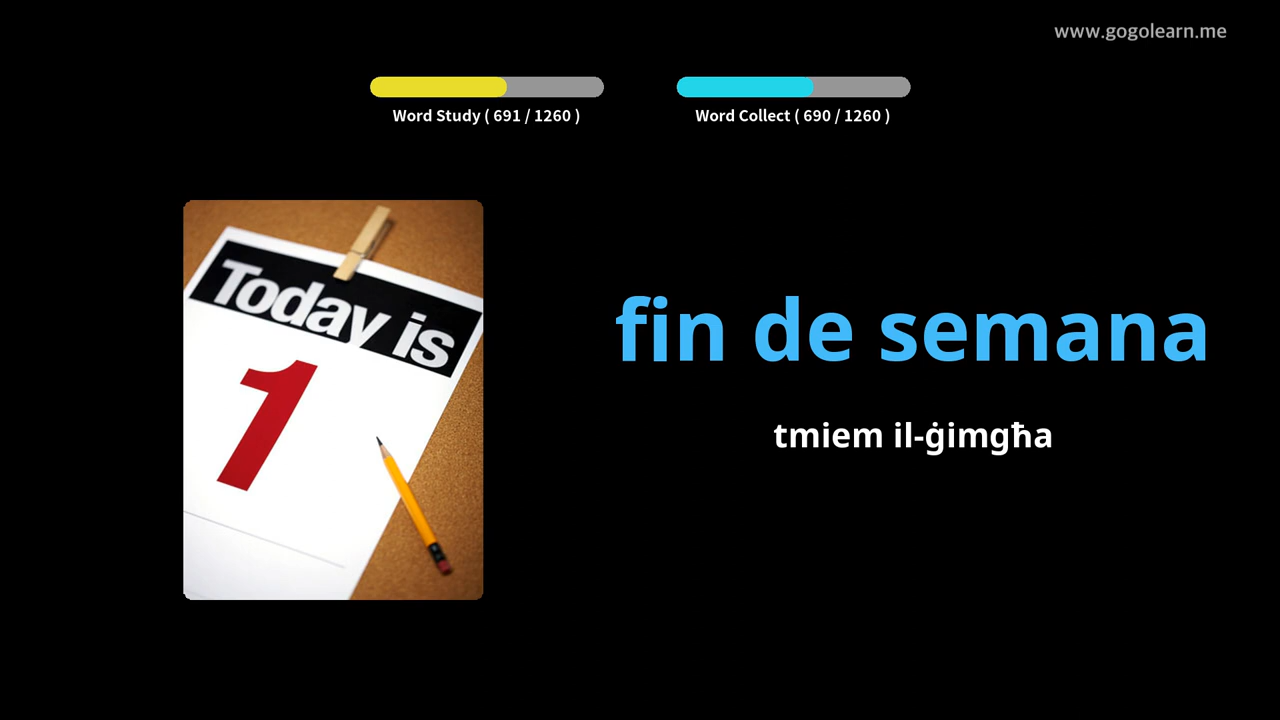 www.gogolearn.me
Word Study ( 691 / 1260 )
Word Collect ( 690 / 1260 )
Today is
1
fin de semana
tmiem il-ġimgħa